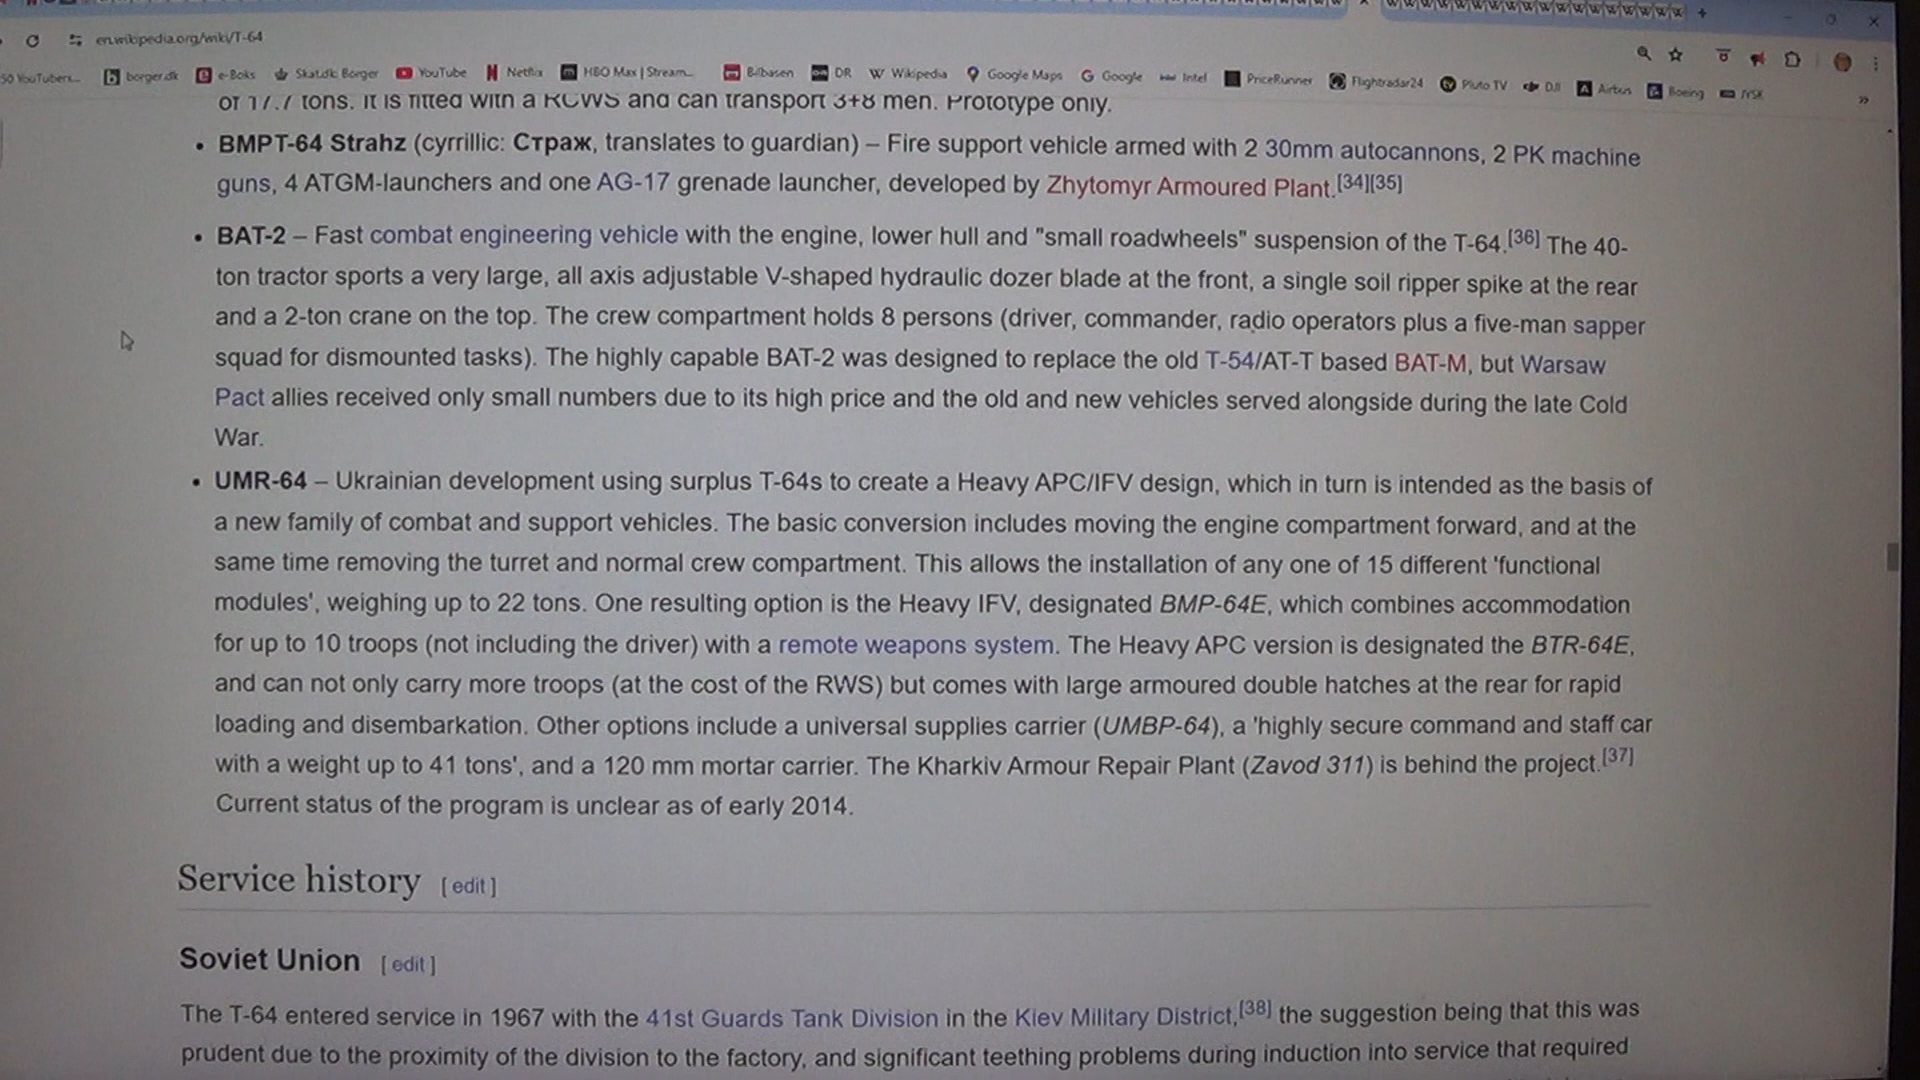 en.wikipedia.org/wiki/T-64
50 YouTubers... borger.dk e-Boks Skat.dk: Borger YouTube Netflix HBO Max | Stream... Bilbasen DR Wikipedia Google Maps Google Intel PriceRunner Flightradar24 Pluto TV DJI Airbus Boeing JYSK »
of 17.7 tons. It is fitted with a RCWS and can transport 3+8 men. Prototype only.
• BMPT-64 Strahz (cyrrillic: Страж, translates to guardian) – Fire support vehicle armed with 2 30mm autocannons, 2 PK machine
guns, 4 ATGM-launchers and one AG-17 grenade launcher, developed by Zhytomyr Armoured Plant.[34][35]
• BAT-2 – Fast combat engineering vehicle with the engine, lower hull and "small roadwheels" suspension of the T-64.[36] The 40-
ton tractor sports a very large, all axis adjustable V-shaped hydraulic dozer blade at the front, a single soil ripper spike at the rear
and a 2-ton crane on the top. The crew compartment holds 8 persons (driver, commander, radio operators plus a five-man sapper
squad for dismounted tasks). The highly capable BAT-2 was designed to replace the old T-54/AT-T based BAT-M, but Warsaw
Pact allies received only small numbers due to its high price and the old and new vehicles served alongside during the late Cold
War.
• UMR-64 – Ukrainian development using surplus T-64s to create a Heavy APC/IFV design, which in turn is intended as the basis of
a new family of combat and support vehicles. The basic conversion includes moving the engine compartment forward, and at the
same time removing the turret and normal crew compartment. This allows the installation of any one of 15 different 'functional
modules', weighing up to 22 tons. One resulting option is the Heavy IFV, designated BMP-64E, which combines accommodation
for up to 10 troops (not including the driver) with a remote weapons system. The Heavy APC version is designated the BTR-64E,
and can not only carry more troops (at the cost of the RWS) but comes with large armoured double hatches at the rear for rapid
loading and disembarkation. Other options include a universal supplies carrier (UMBP-64), a 'highly secure command and staff car
with a weight up to 41 tons', and a 120 mm mortar carrier. The Kharkiv Armour Repair Plant (Zavod 311) is behind the project.[37]
Current status of the program is unclear as of early 2014.
Service history [ edit ]
Soviet Union [ edit ]
The T-64 entered service in 1967 with the 41st Guards Tank Division in the Kiev Military District,[38] the suggestion being that this was
prudent due to the proximity of the division to the factory, and significant teething problems during induction into service that required